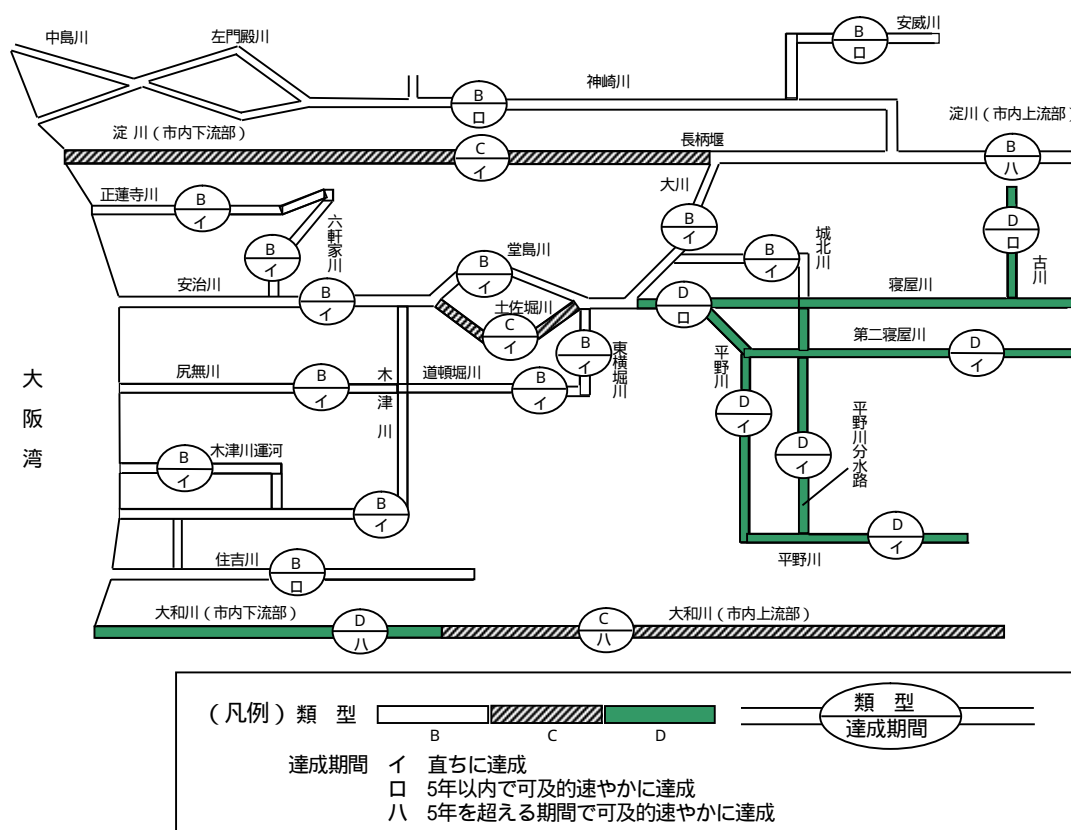 中島川
左門殿川
安威川
B
ロ
神崎川
B
ロ
淀川(市内上流部)
淀 川(市内下流部)
長柄堰
B
ハ
C
イ
大川
正蓮寺川
B
イ
六軒家川
B
イ
D
ロ
古川
城北川
B
イ
B
イ
堂島川
B
イ
安治川
B
イ
土佐堀川
C
イ
寝屋川
D
ロ
第二寝屋川
D
イ
東横堀川
B
イ
平野川
D
イ
大阪湾
尻無川
B
イ
木津川
道頓堀川
B
イ
平野川分水路
D
イ
木津川運河
B
イ
B
イ
D
イ
平野川
住吉川
B
ロ
大和川(市内下流部)
D
ハ
C
ハ
大和川(市内上流部)
(凡例)類 型
B
C
D
類 型
達成期間
達成期間 イ 直ちに達成
ロ 5年以内で可及的速やかに達成
ハ 5年を超える期間で可及的速やかに達成